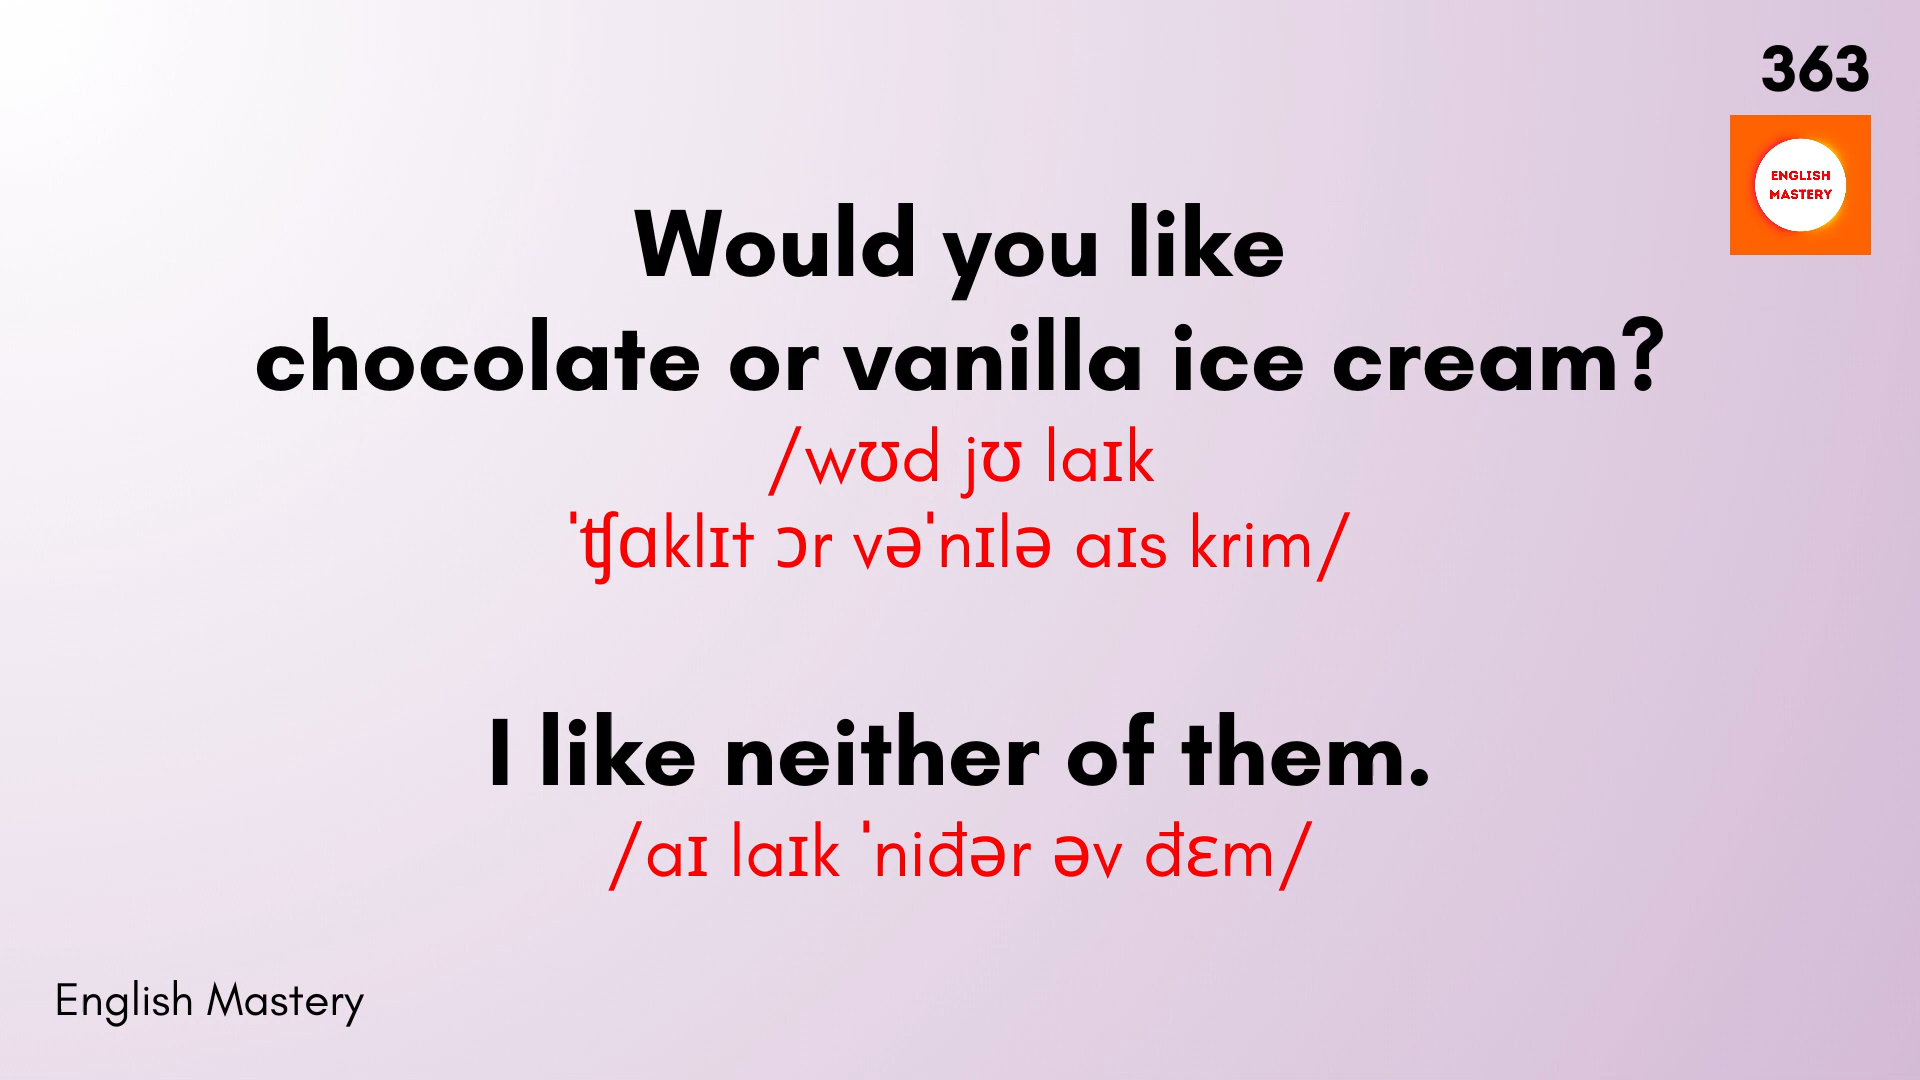 363
ENGLISH
MASTERY
Would you like
chocolate or vanilla ice cream?
/wʊd jʊ laɪk
ˈʧɑklɪt ɔr vəˈnɪlə aɪs krim/
I like neither of them.
/aɪ laɪk ˈniđər əv đɛm/
English Mastery